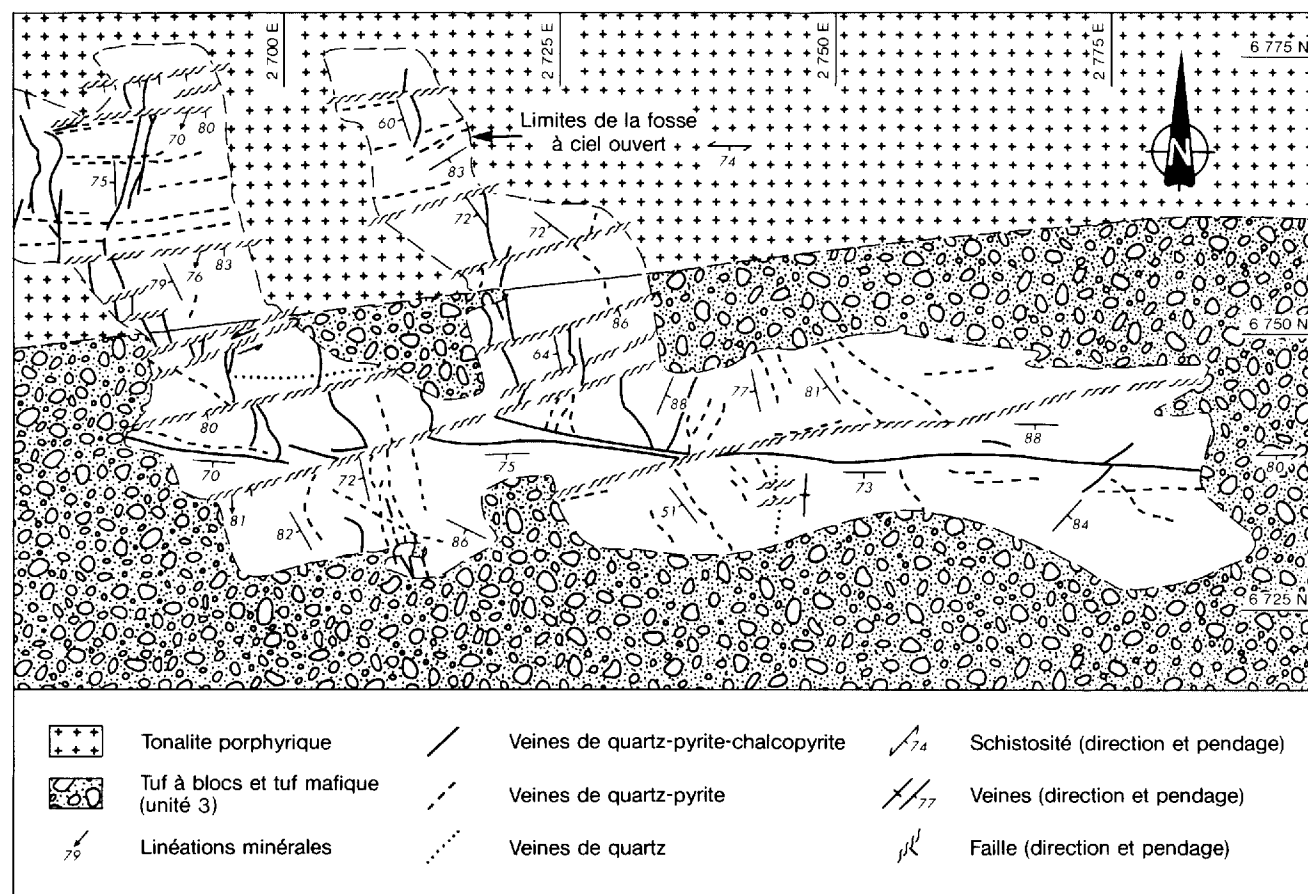 2 700 E
2 725 E
2 750 E
2 775 E
6 775 N
N
Limites de la fosse
à ciel ouvert
74
60
83
70
80
75
72
72
79
76
83
86
6 750 N
64
88
77
81
80
88
70
75
72
73
80
81
82
86
51
84
6 725 N
Tonalite porphyrique
Tuf à blocs et tuf mafique
(unité 3)
79 Linéations minérales
Veines de quartz-pyrite-chalcopyrite
Veines de quartz-pyrite
Veines de quartz
74 Schistosité (direction et pendage)
77 Veines (direction et pendage)
Faille (direction et pendage)